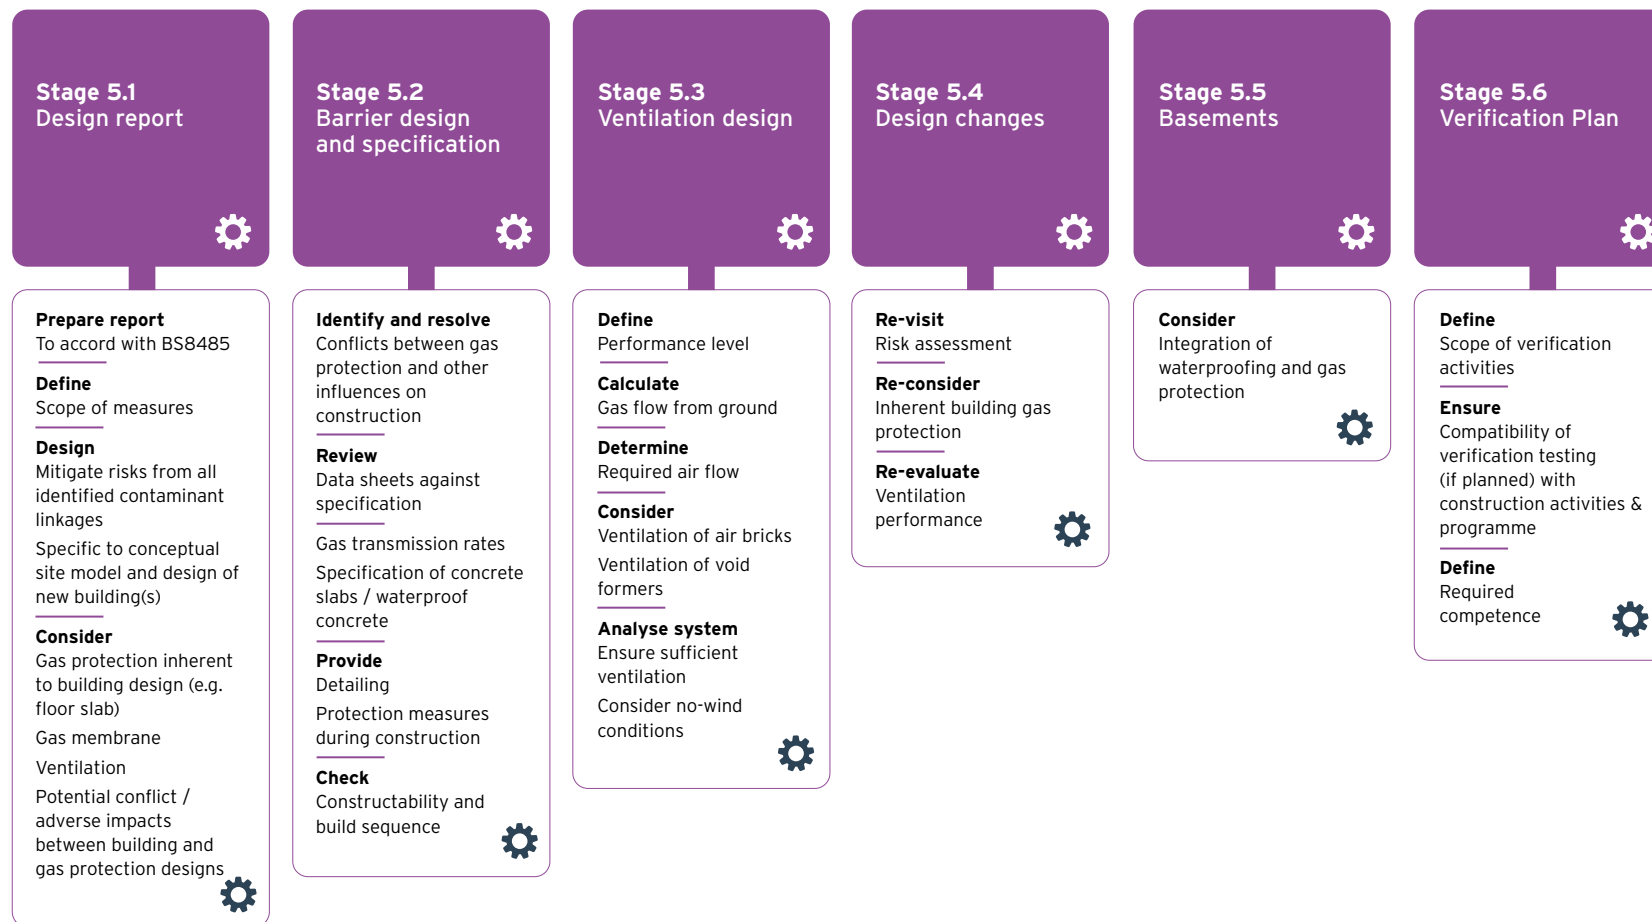 Stage 5.1
Design report
Prepare report
To accord with BS8485
Define
Scope of measures
Design
Mitigate risks from all
identified contaminant
linkages
Specific to conceptual
site model and design of
new building(s)
Consider
Gas protection inherent
to building design (e.g.
floor slab)
Gas membrane
Ventilation
Potential conflict /
adverse impacts
between building and
gas protection designs
Stage 5.2
Barrier design
and specification
Identify and resolve
Conflicts between gas
protection and other
influences on
construction
Review
Data sheets against
specification
Gas transmission rates
Specification of concrete
slabs / waterproof
concrete
Provide
Detailing
Protection measures
during construction
Check
Constructability and
build sequence
Stage 5.3
Ventilation design
Define
Performance level
Calculate
Gas flow from ground
Determine
Required air flow
Consider
Ventilation of air bricks
Ventilation of void
formers
Analyse system
Ensure sufficient
ventilation
Consider no-wind
conditions
Stage 5.4
Design changes
Re-visit
Risk assessment
Re-consider
Inherent building gas
protection
Re-evaluate
Ventilation
performance
Stage 5.5
Basements
Consider
Integration of
waterproofing and gas
protection
Stage 5.6
Verification Plan
Define
Scope of verification
activities
Ensure
Compatibility of
verification testing
(if planned) with
construction activities &
programme
Define
Required
competence